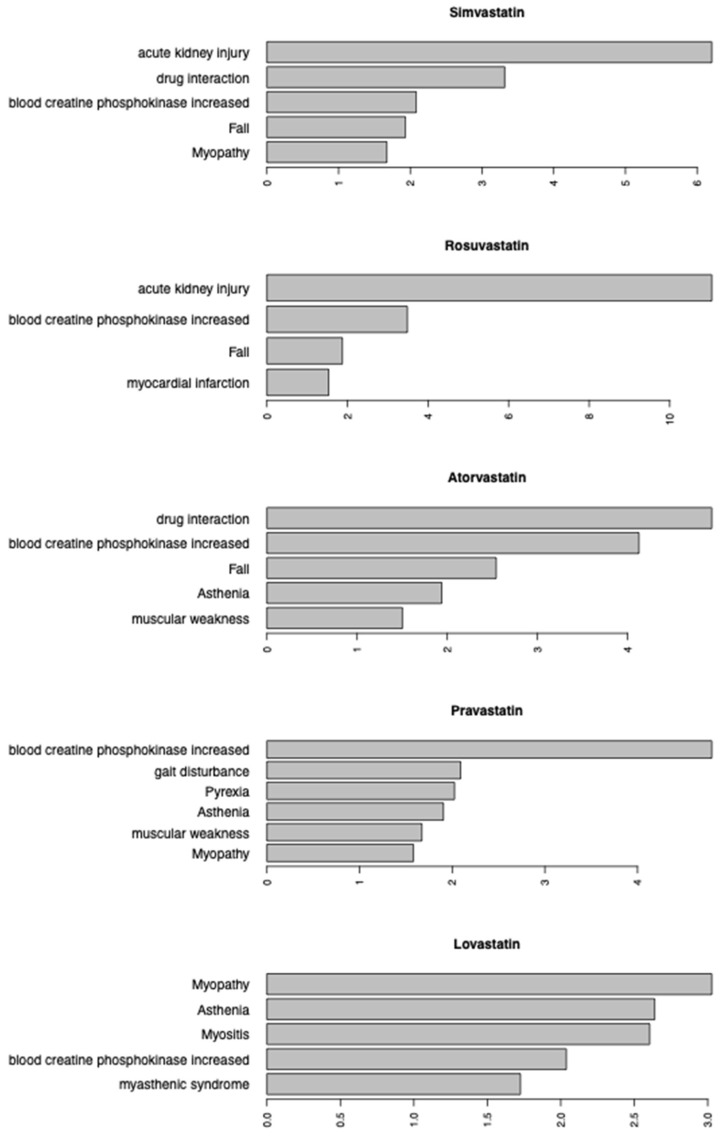 Simvastatin
acute kidney injury
drug interaction
blood creatine phosphokinase increased
Fall
Myopathy
0 1 2 3 4 5 6
Rosuvastatin
acute kidney injury
blood creatine phosphokinase increased
Fall
myocardial infarction
0 2 4 6 8 10
Atorvastatin
drug interaction
blood creatine phosphokinase increased
Fall
Asthenia
muscular weakness
0 1 2 3 4
Pravastatin
blood creatine phosphokinase increased
gait disturbance
Pyrexia
Asthenia
muscular weakness
Myopathy
0 1 2 3 4
Lovastatin
Myopathy
Asthenia
Myositis
blood creatine phosphokinase increased
myasthenic syndrome
0.0 0.5 1.0 1.5 2.0 2.5 3.0